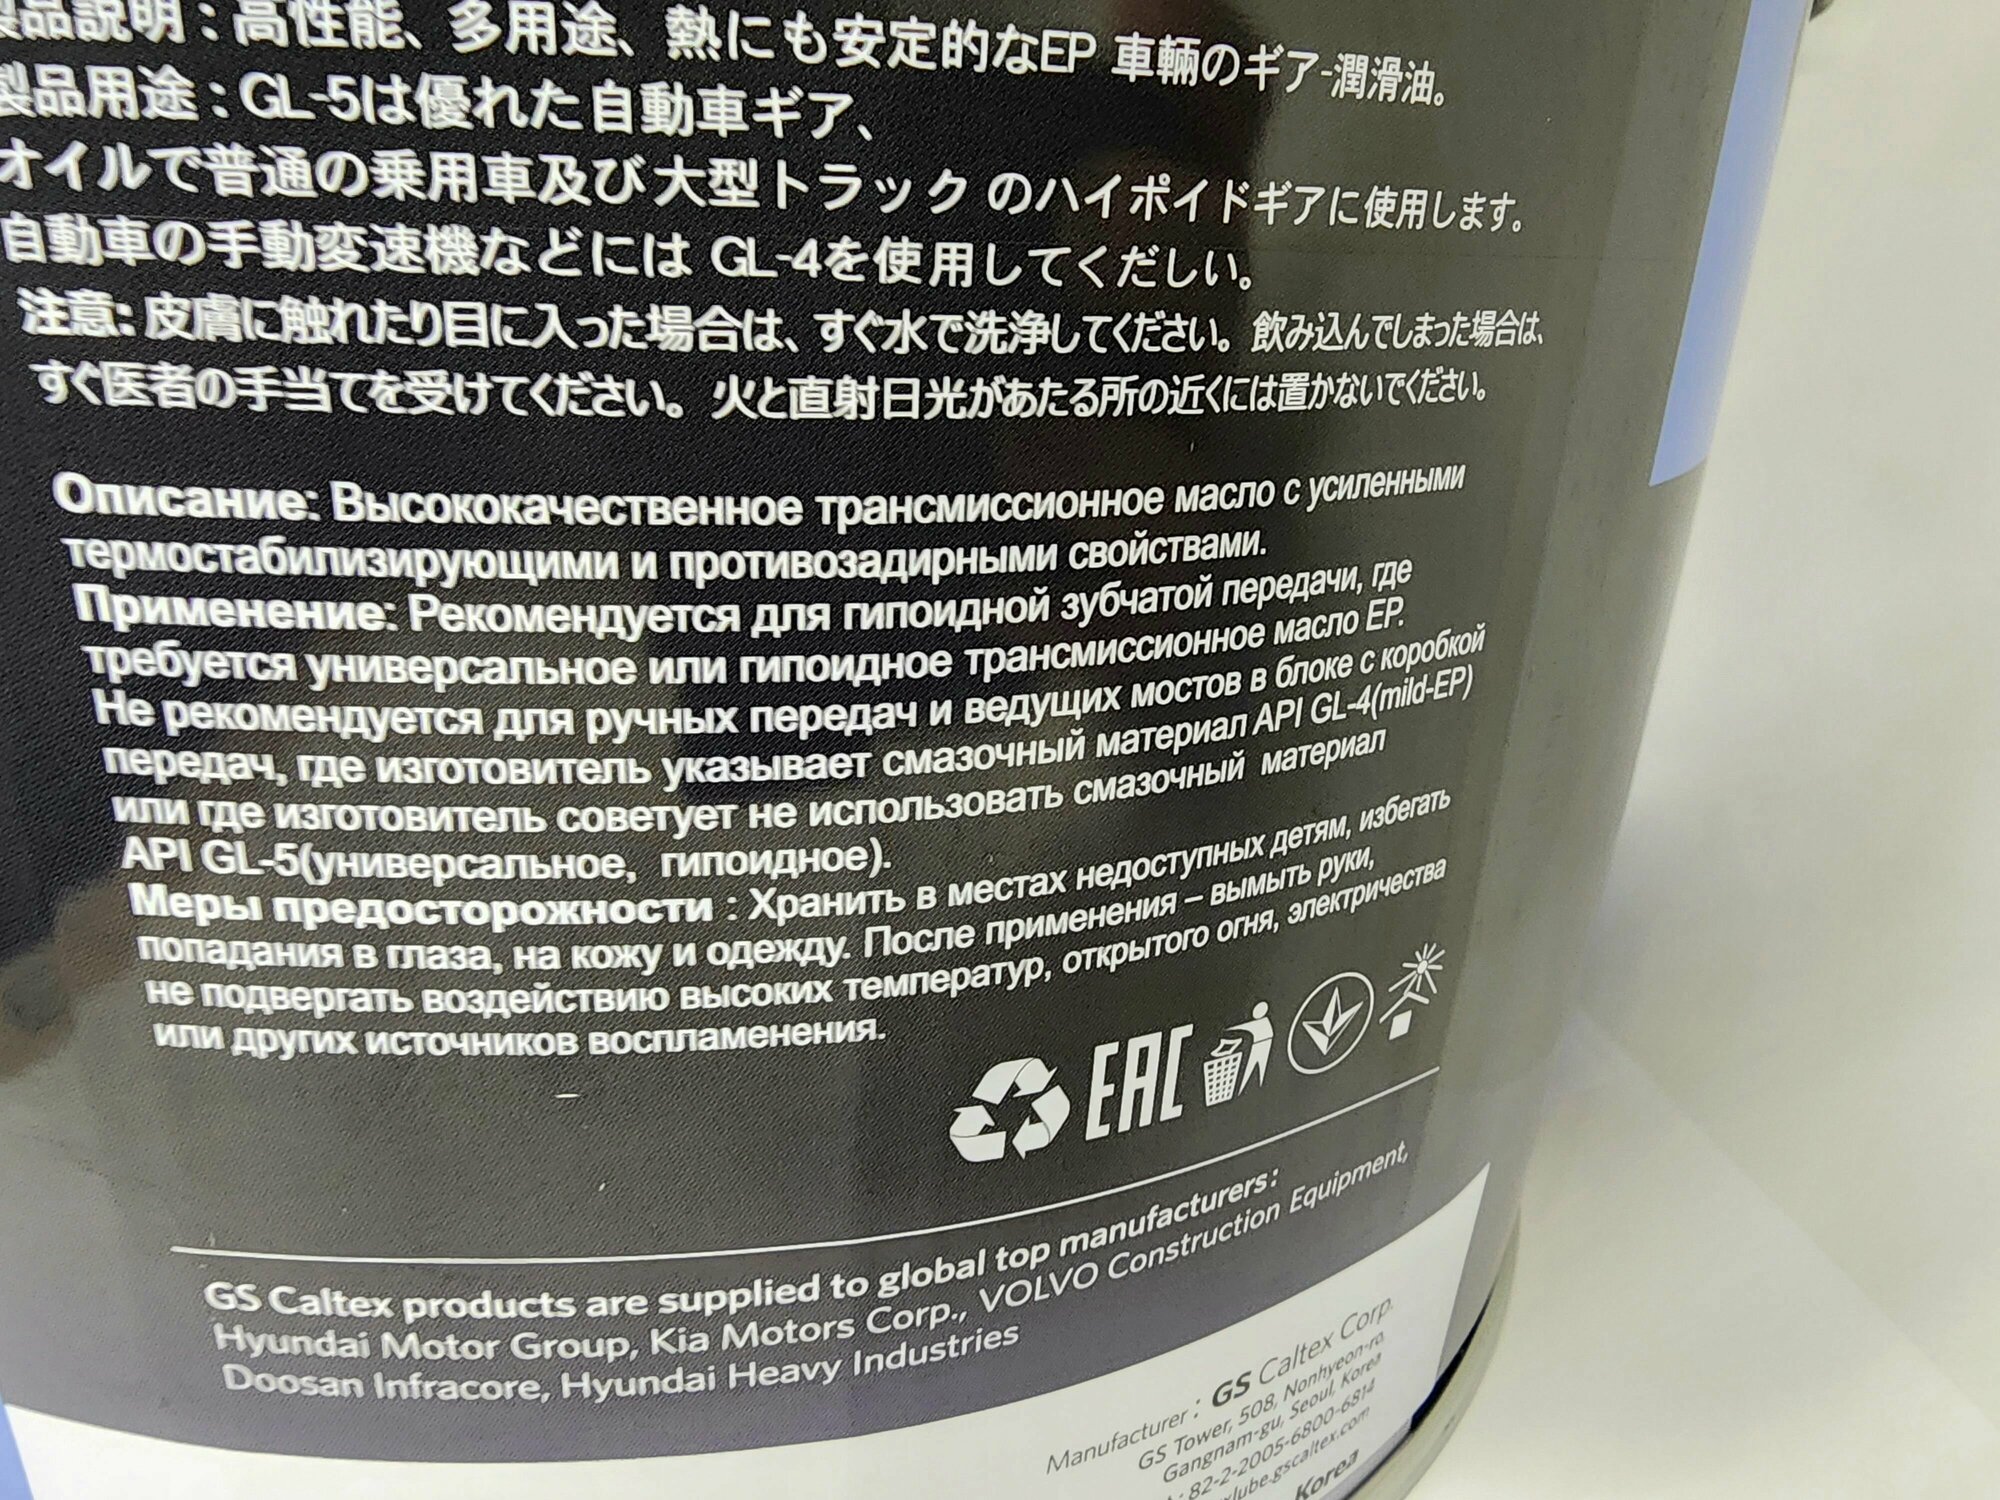 製品説明：高性能、多用途、熱にも安定的なEP 車輛のギア-潤滑油。
製品用途：GL-5は優れた自動車ギア、
オイルで普通の乗用車及び大型トラック のハイポイドギアに使用します。
自動車の手動変速機などには GL-4を使用してくだしい。
注意: 皮膚に触れたり目に入った場合は、すぐ水で洗浄してください。飲み込んでしまった場合は、
すぐ医者の手当てを受けてください。火と直射日光があたる所の近くには置かないでください。
Описание: Высококачественное трансмиссионное масло с усиленными
термостабилизирующими и противозадирными свойствами.
Применение: Рекомендуется для гипоидной зубчатой передачи, где
требуется универсальное или гипоидное трансмиссионное масло EP.
Не рекомендуется для ручных передач и ведущих мостов в блоке с коробкой
передач, где изготовитель указывает смазочный материал API GL-4(mild-EP)
или где изготовитель советует не использовать смазочный материал
API GL-5(универсальное, гипоидное).
Меры предосторожности : Хранить в местах недоступных детям, избегать
попадания в глаза, на кожу и одежду. После применения – вымыть руки,
не подвергать воздействию высоких температур, открытого огня, электричества
или других источников воспламенения.
EAC
GS Caltex products are supplied to global top manufacturers:
Hyundai Motor Group, Kia Motors Corp., VOLVO Construction Equipment,
Doosan Infracore, Hyundai Heavy Industries
Manufacturer : GS Caltex Corp.
GS Tower, 508, Nonhyeon-ro,
Gangnam-gu, Seoul, Korea
: 82-2-2005-6800-6814
xlube.gscaltex.com
Korea